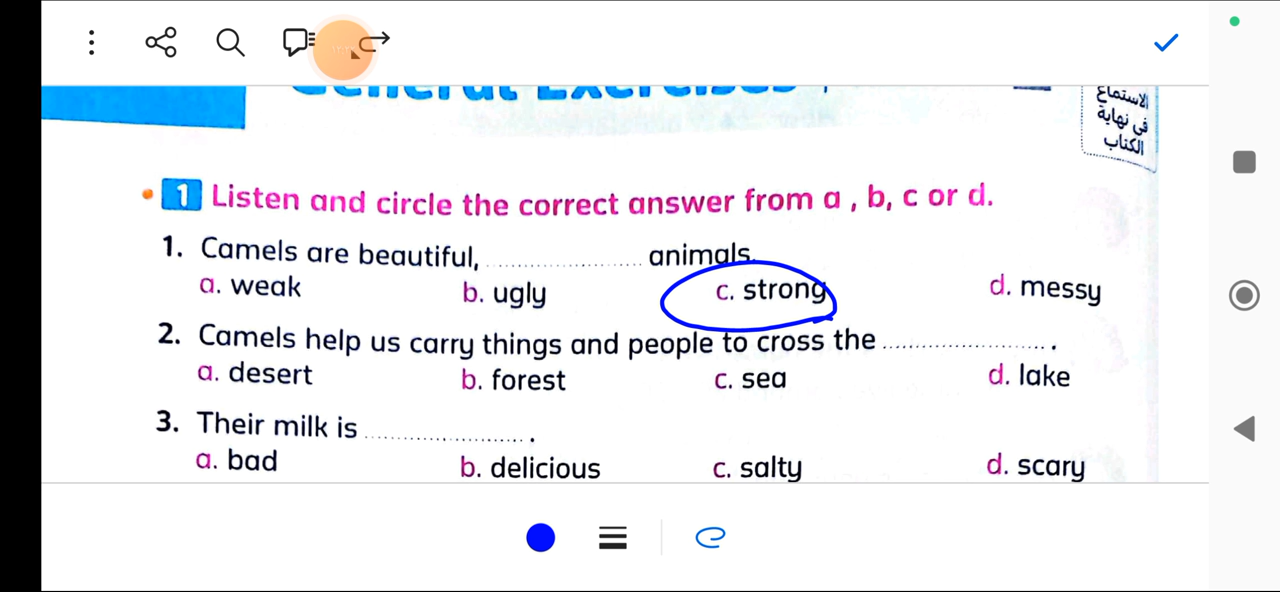 General Exercises
الاستماع
فى نهاية
الكتاب
1 Listen and circle the correct answer from a , b, c or d.
1. Camels are beautiful, ........................ animals.
a. weak b. ugly c. strong d. messy
2. Camels help us carry things and people to cross the ........................ .
a. desert b. forest c. sea d. lake
3. Their milk is ........................ .
a. bad b. delicious c. salty d. scary